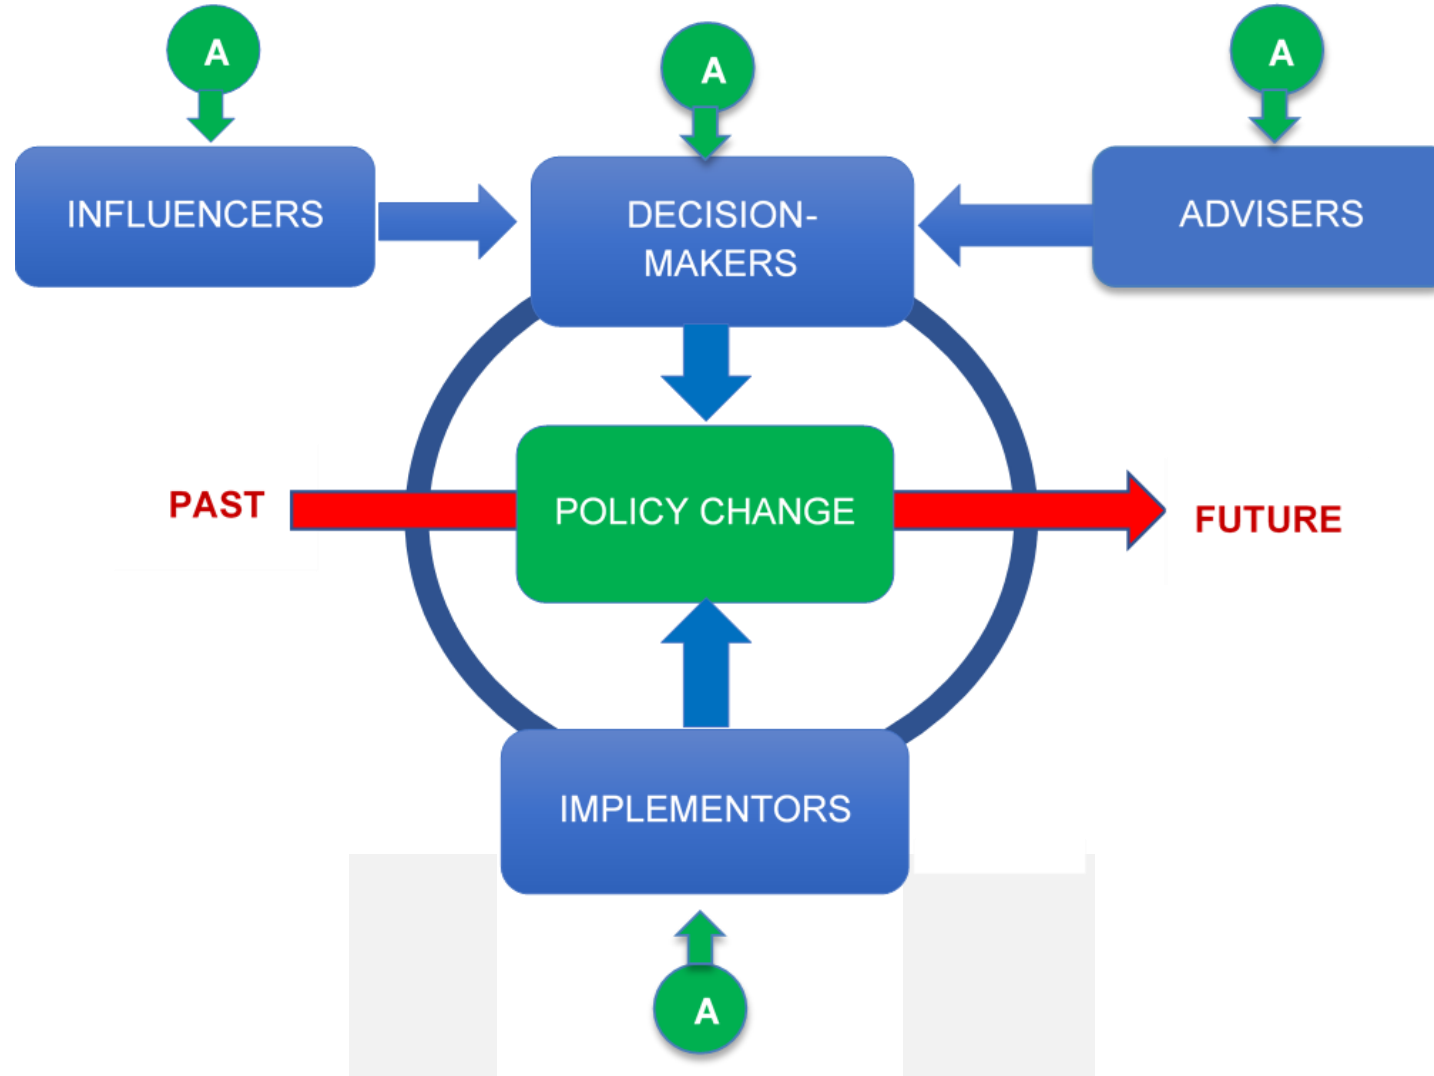 A
A
A
INFLUENCERS
DECISION-
MAKERS
ADVISERS
PAST
POLICY CHANGE
FUTURE
IMPLEMENTORS
A